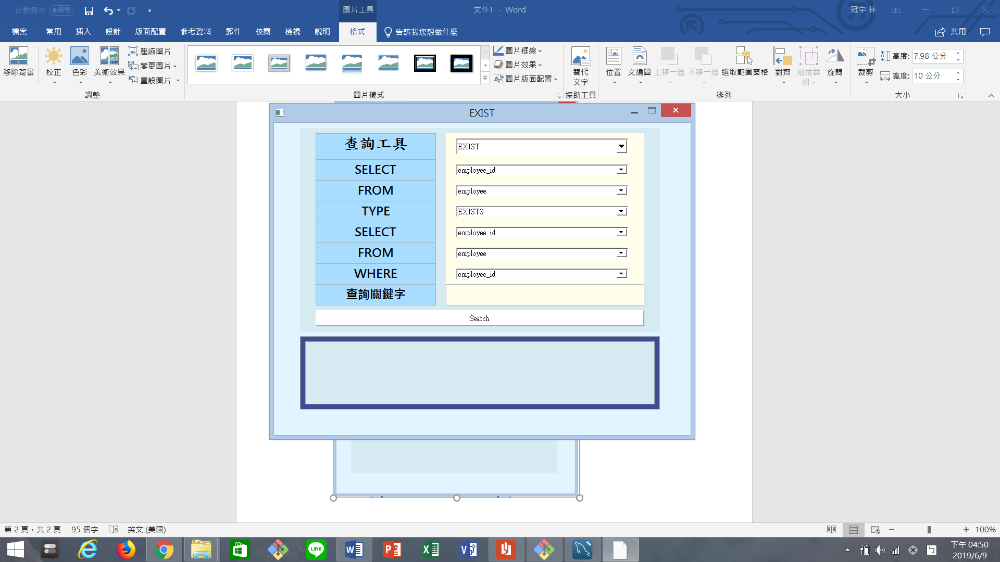 自動儲存 關閉 圖片工具 文件1 - Word 冠宇 林
檔案 常用 插入 設計 版面配置 參考資料 郵件 校閱 檢視 說明 格式 告訴我您想做什麼 共用
移除背景 校正 色彩 美術效果
壓縮圖片
變更圖片
重設圖片
圖片框線
圖片效果
圖片版面配置
替代
文字
位置 文繞圖 上移一層 下移一層 選取範圍窗格 對齊 組成群
組 旋轉 裁剪
高度: 7.98 公分
寬度: 10 公分
調整 圖片樣式 協助工具 排列 大小
EXIST
查詢工具 EXIST
SELECT employee_id
FROM employee
TYPE EXISTS
SELECT employee_id
FROM employee
WHERE employee_id
查詢關鍵字
Search
第 2 頁，共 2 頁 95 個字 英文 (美國) 100%
LINE
下午 04:50
2019/6/9